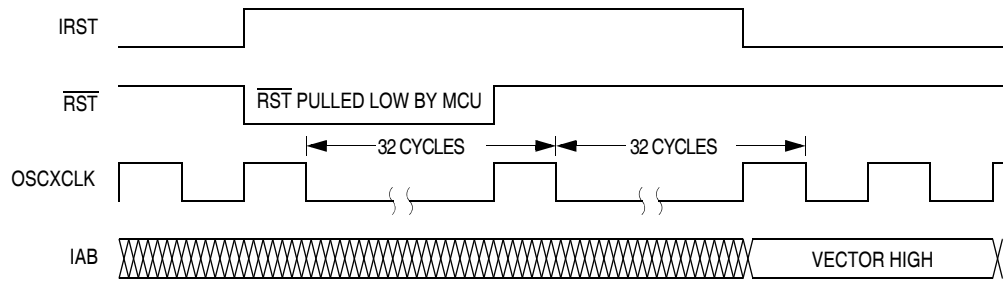 IRST
RST
RST PULLED LOW BY MCU
32 CYCLES
32 CYCLES
OSCXCLK
IAB
VECTOR HIGH